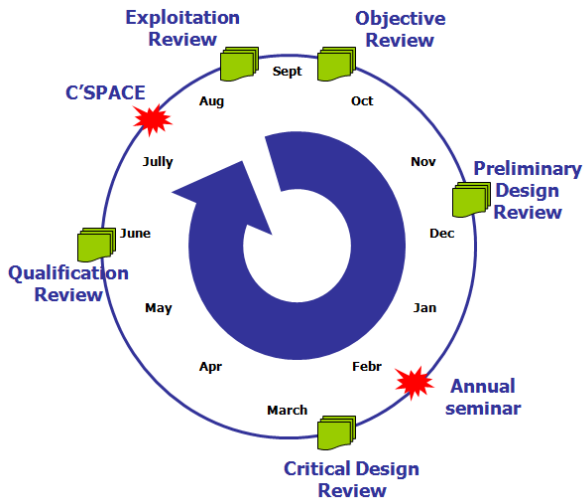 Exploitation
Review
Objective
Review
Sept
C'SPACE
Aug
Oct
Jully
Nov
Preliminary
Design
Review
June
Dec
Qualification
Review
May
Jan
Apr
Febr
Annual
seminar
March
Critical Design
Review